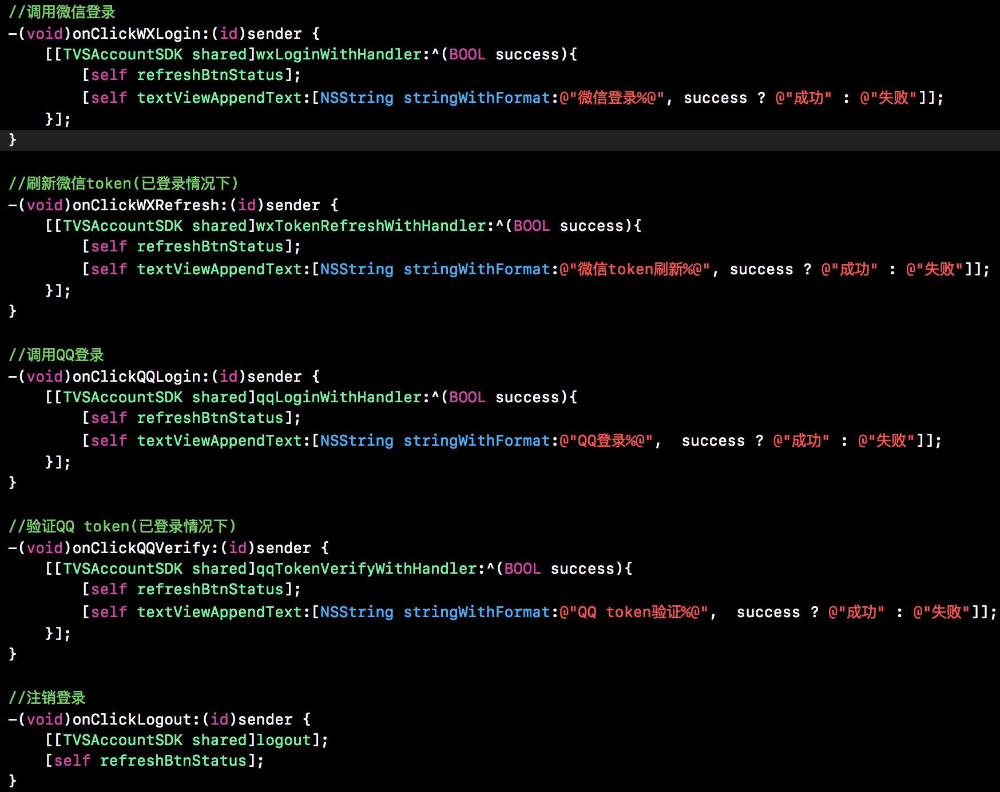 //调用微信登录
-(void)onClickWXLogin:(id)sender {
    [[TVSAccountSDK shared]wxLoginWithHandler:^(BOOL success){
        [self refreshBtnStatus];
        [self textViewAppendText:[NSString stringWithFormat:@"微信登录%@", success ? @"成功" : @"失败"]];
    }];
}

//刷新微信token(已登录情况下)
-(void)onClickWXRefresh:(id)sender {
    [[TVSAccountSDK shared]wxTokenRefreshWithHandler:^(BOOL success){
        [self refreshBtnStatus];
        [self textViewAppendText:[NSString stringWithFormat:@"微信token刷新%@", success ? @"成功" : @"失败"]];
    }];
}

//调用QQ登录
-(void)onClickQQLogin:(id)sender {
    [[TVSAccountSDK shared]qqLoginWithHandler:^(BOOL success){
        [self refreshBtnStatus];
        [self textViewAppendText:[NSString stringWithFormat:@"QQ登录%@",  success ? @"成功" : @"失败"]];
    }];
}

//验证QQ token(已登录情况下)
-(void)onClickQQVerify:(id)sender {
    [[TVSAccountSDK shared]qqTokenVerifyWithHandler:^(BOOL success){
        [self refreshBtnStatus];
        [self textViewAppendText:[NSString stringWithFormat:@"QQ token验证%@",  success ? @"成功" : @"失败"]];
    }];
}

//注销登录
-(void)onClickLogout:(id)sender {
    [[TVSAccountSDK shared]logout];
    [self refreshBtnStatus];
}